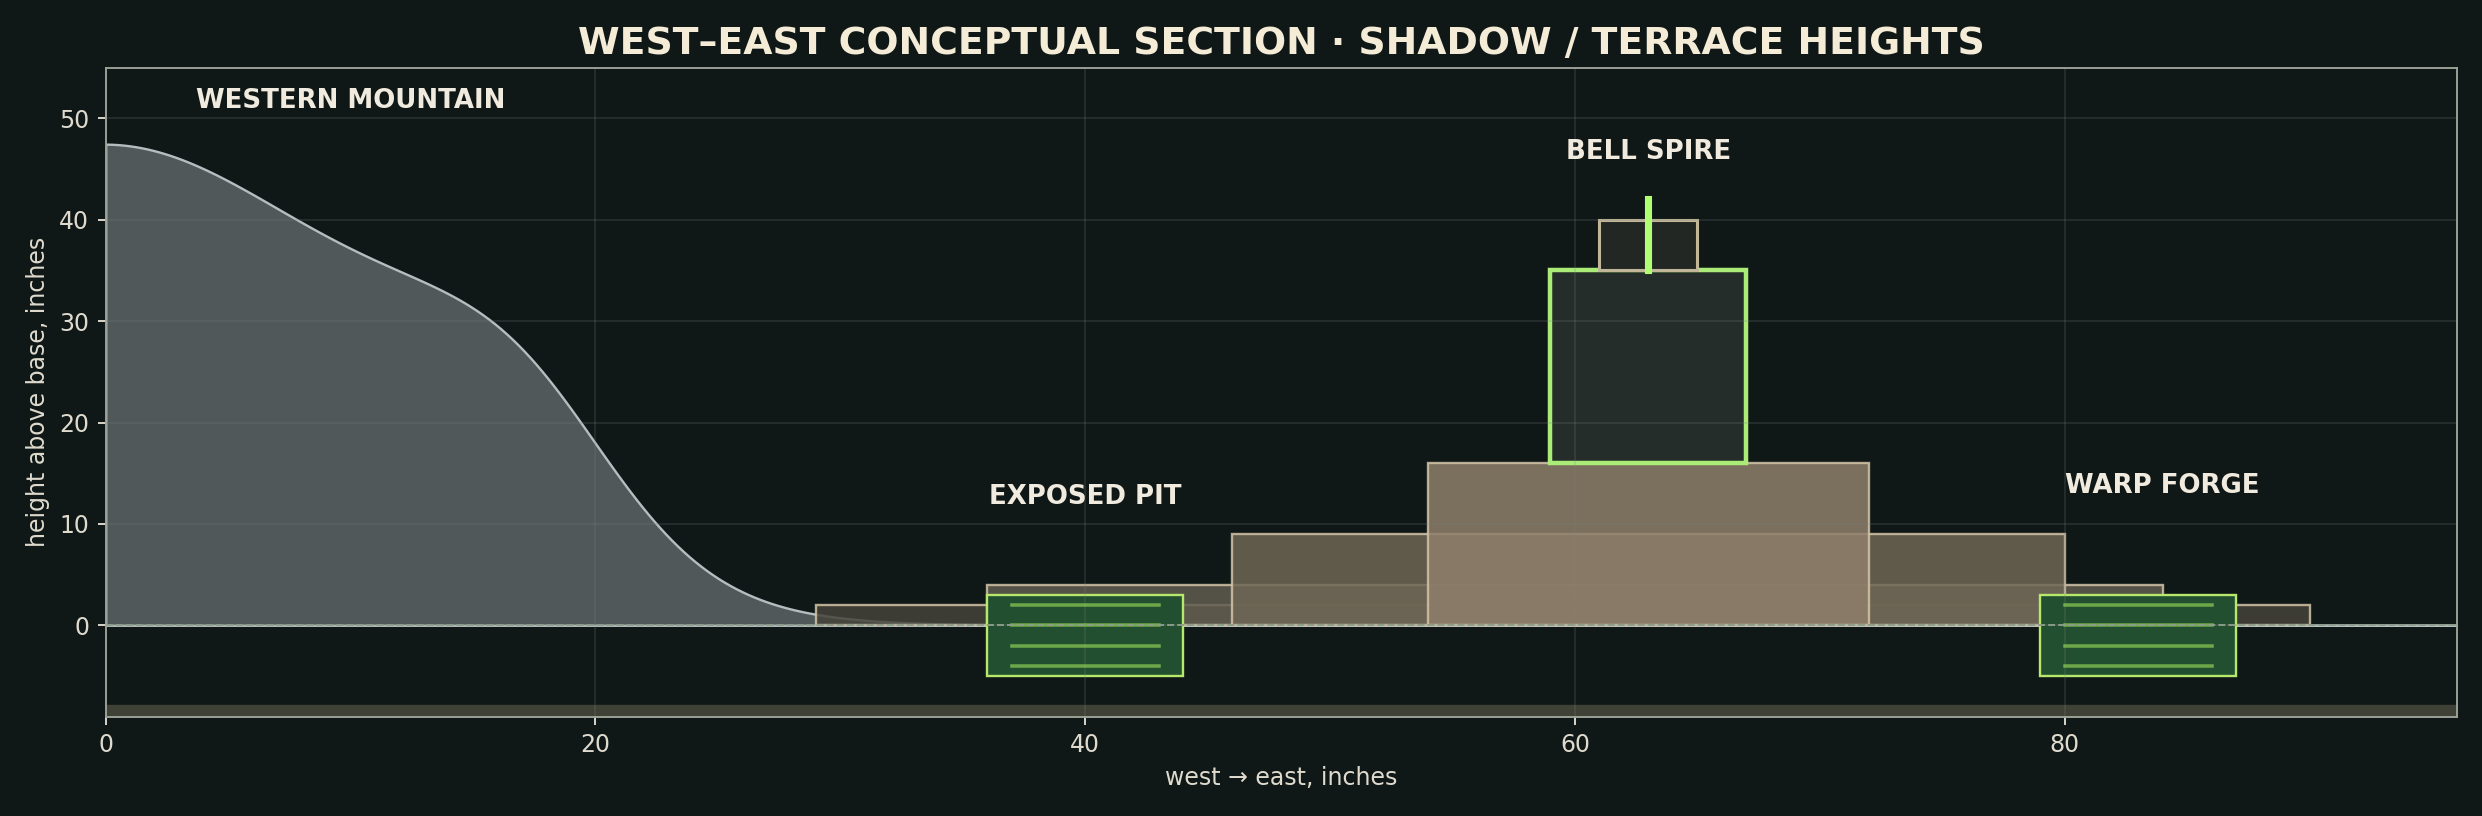 WEST–EAST CONCEPTUAL SECTION · SHADOW / TERRACE HEIGHTS
WESTERN MOUNTAIN
BELL SPIRE
EXPOSED PIT
WARP FORGE
height above base, inches
50
40
30
20
10
0
0
20
40
60
80
west → east, inches